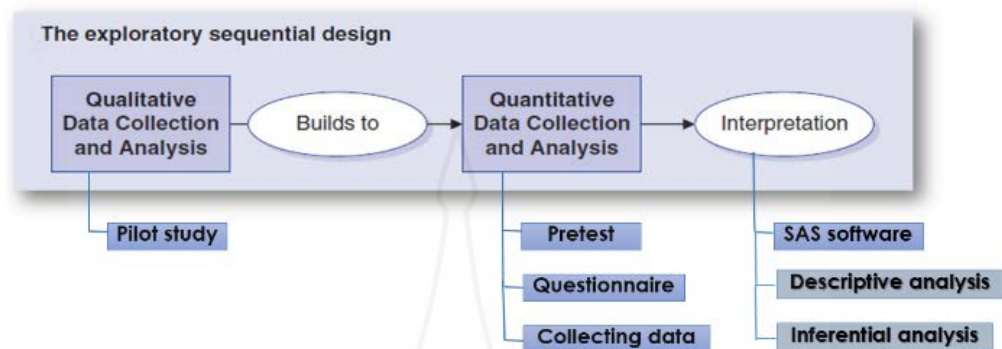 The exploratory sequential design
Qualitative
Data Collection
and Analysis
Builds to
Quantitative
Data Collection
and Analysis
Interpretation
Pilot study
Pretest
Questionnaire
Collecting data
SAS software
Descriptive analysis
Inferential analysis